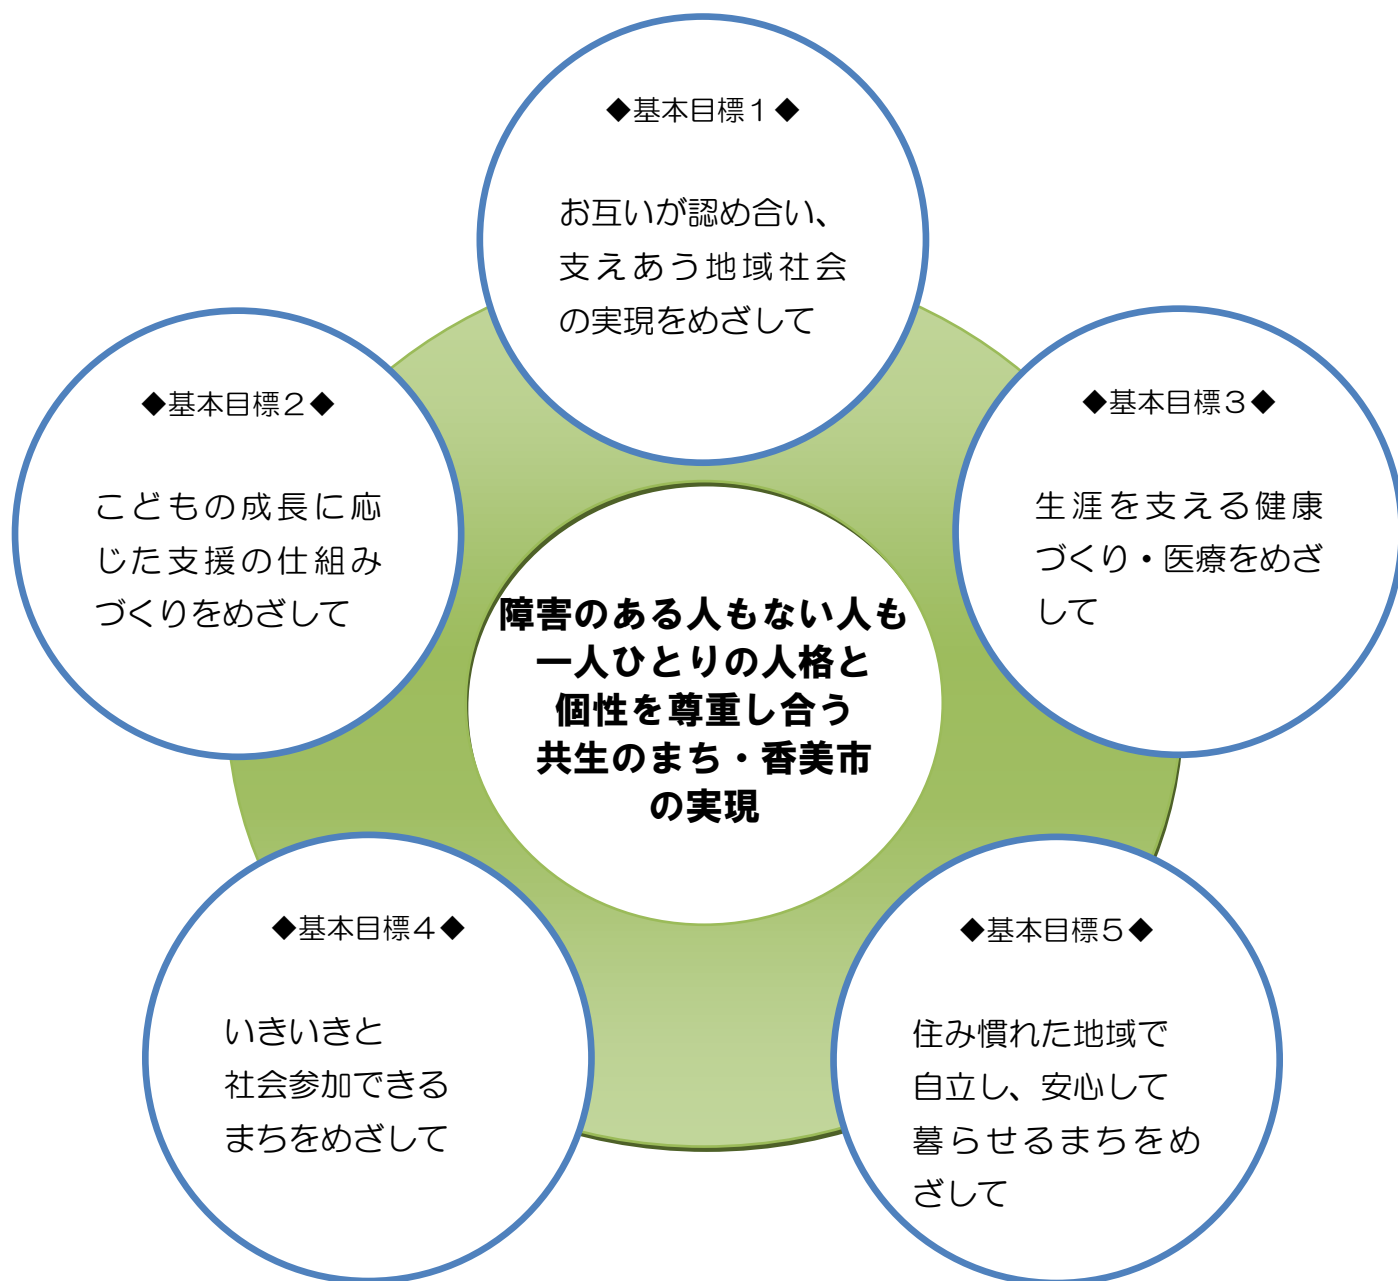 ◆基本目標１◆
お互いが認め合い、
支えあう地域社会
の実現をめざして
◆基本目標２◆
こどもの成長に応
じた支援の仕組み
づくりをめざして
◆基本目標３◆
生涯を支える健康
づくり・医療をめざ
して
障害のある人もない人も
一人ひとりの人格と
個性を尊重し合う
共生のまち・香美市
の実現
◆基本目標４◆
いきいきと
社会参加できる
まちをめざして
◆基本目標５◆
住み慣れた地域で
自立し、安心して
暮らせるまちをめ
ざして